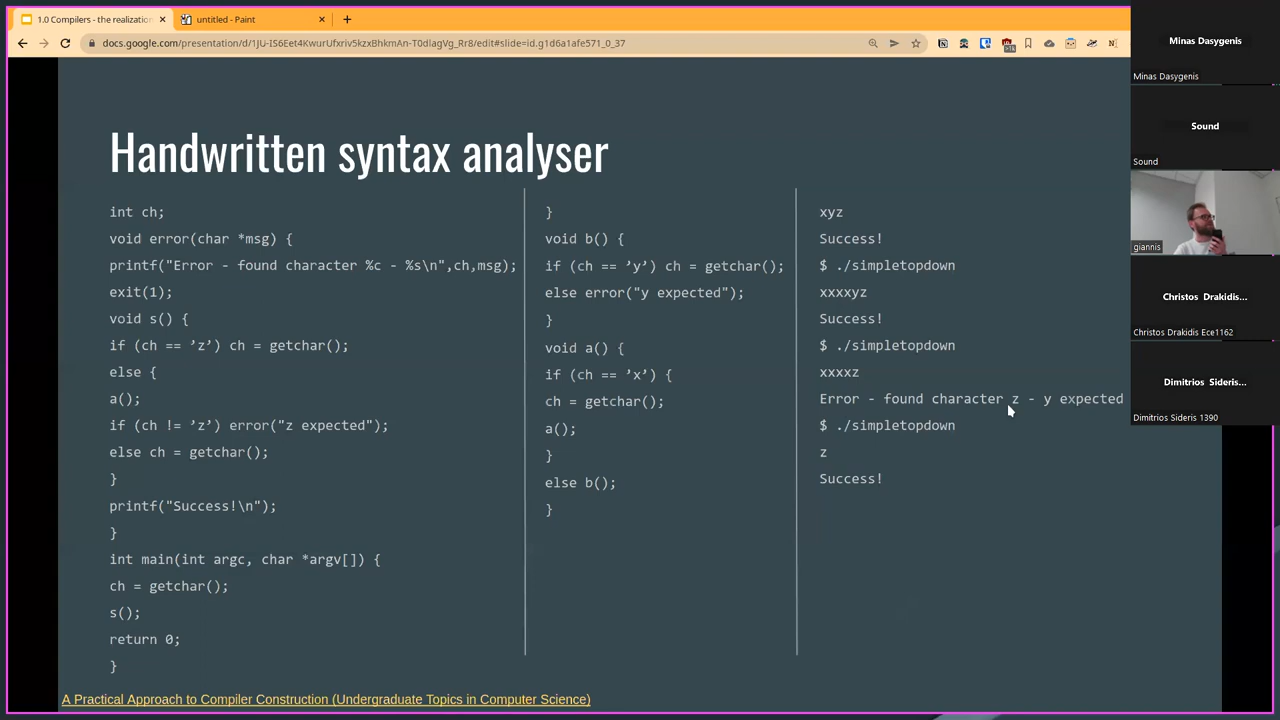 1.0 Compilers - the realizatio
untitled - Paint
docs.google.com/presentation/d/1JU-IS6Eet4KwurUfxriv5kzxBhkmAn-T0dlagVg_Rr8/edit#slide=id.g1d6a1afe571_0_37
Handwritten syntax analyser
int ch;
void error(char *msg) {
printf("Error - found character %c - %s\n",ch,msg);
exit(1);
void s() {
if (ch == ’z’) ch = getchar();
else {
a();
if (ch != ’z’) error("z expected");
else ch = getchar();
}
printf("Success!\n");
}
int main(int argc, char *argv[]) {
ch = getchar();
s();
return 0;
}
}
void b() {
if (ch == ’y’) ch = getchar();
else error("y expected");
}
void a() {
if (ch == ’x’) {
ch = getchar();
a();
}
else b();
}
xyz
Success!
$ ./simpletopdown
xxxxyz
Success!
$ ./simpletopdown
xxxxz
Error - found character z - y expected
$ ./simpletopdown
z
Success!
A Practical Approach to Compiler Construction (Undergraduate Topics in Computer Science)
Minas Dasygenis
Minas Dasygenis
Sound
Sound
giannis
Christos Drakidis...
Christos Drakidis Ece1162
Dimitrios Sideris...
Dimitrios Sideris 1390